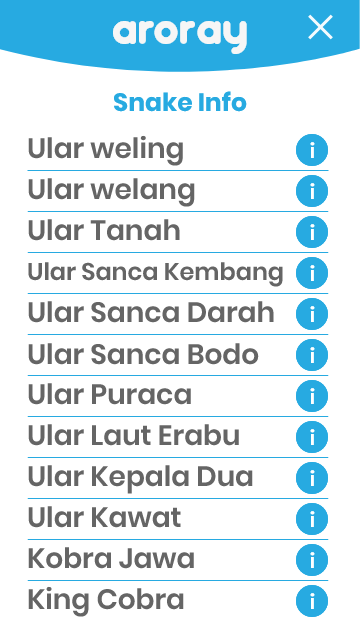 aroray
Snake Info
Ular weling
Ular welang
Ular Tanah
Ular Sanca Kembang
Ular Sanca Darah
Ular Sanca Bodo
Ular Puraca
Ular Laut Erabu
Ular Kepala Dua
Ular Kawat
Kobra Jawa
King Cobra